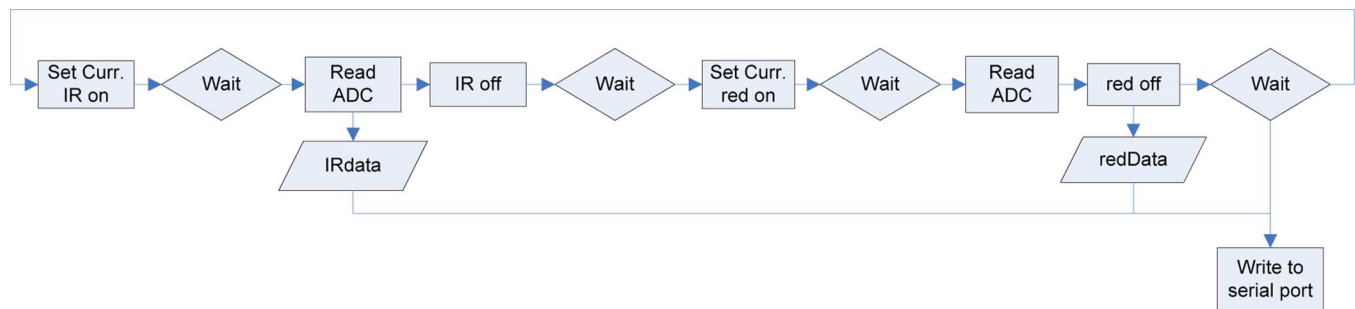 Set Curr.
IR on
Wait
Read
ADC
IR off
Wait
Set Curr.
red on
Wait
Read
ADC
red off
Wait
IRdata
redData
Write to
serial port